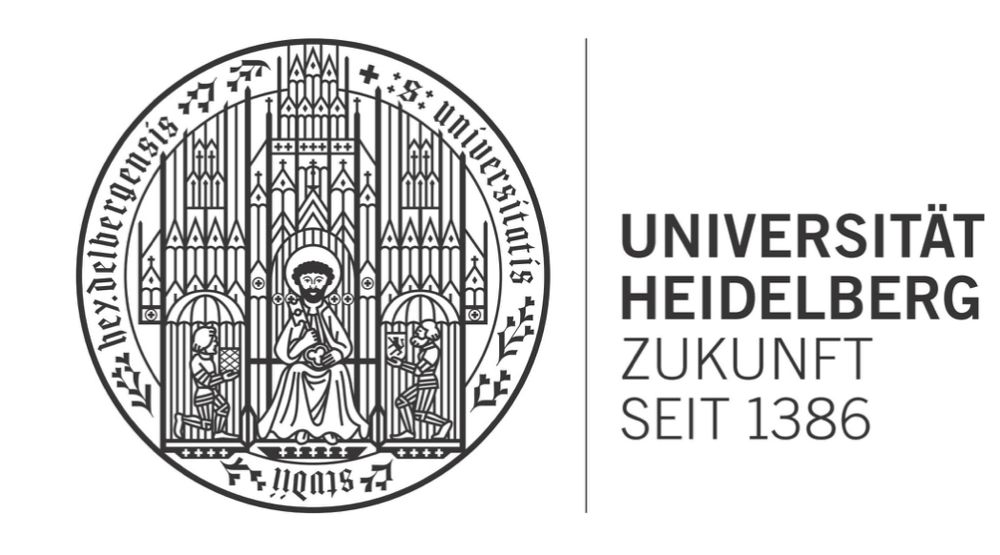 S universitatis studii hey.delbergensis
UNIVERSITÄT
HEIDELBERG
ZUKUNFT
SEIT 1386